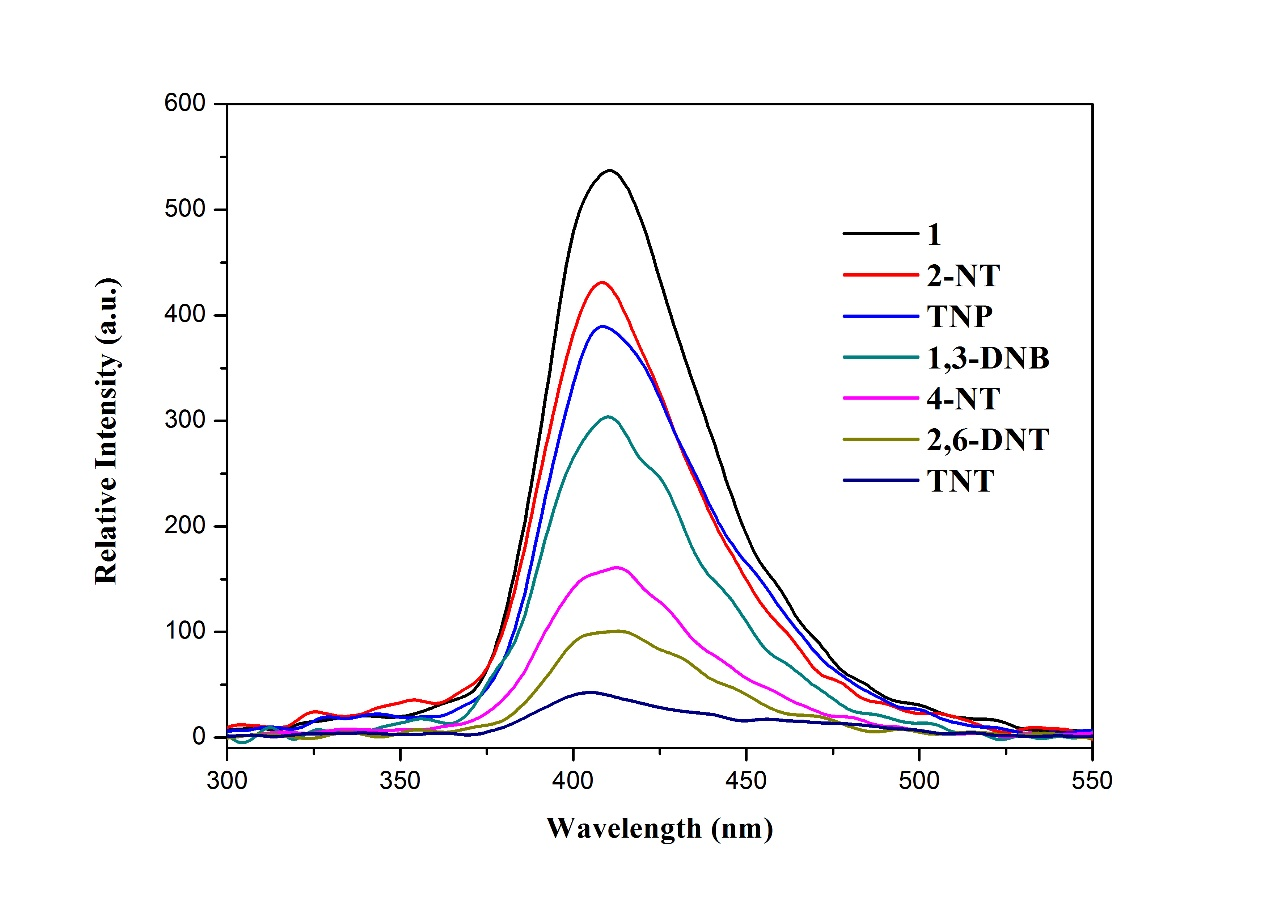 600
500
400
300
200
100
0
300 350 400 450 500 550
Relative Intensity (a.u.)
Wavelength (nm)
1
2-NT
TNP
1,3-DNB
4-NT
2,6-DNT
TNT